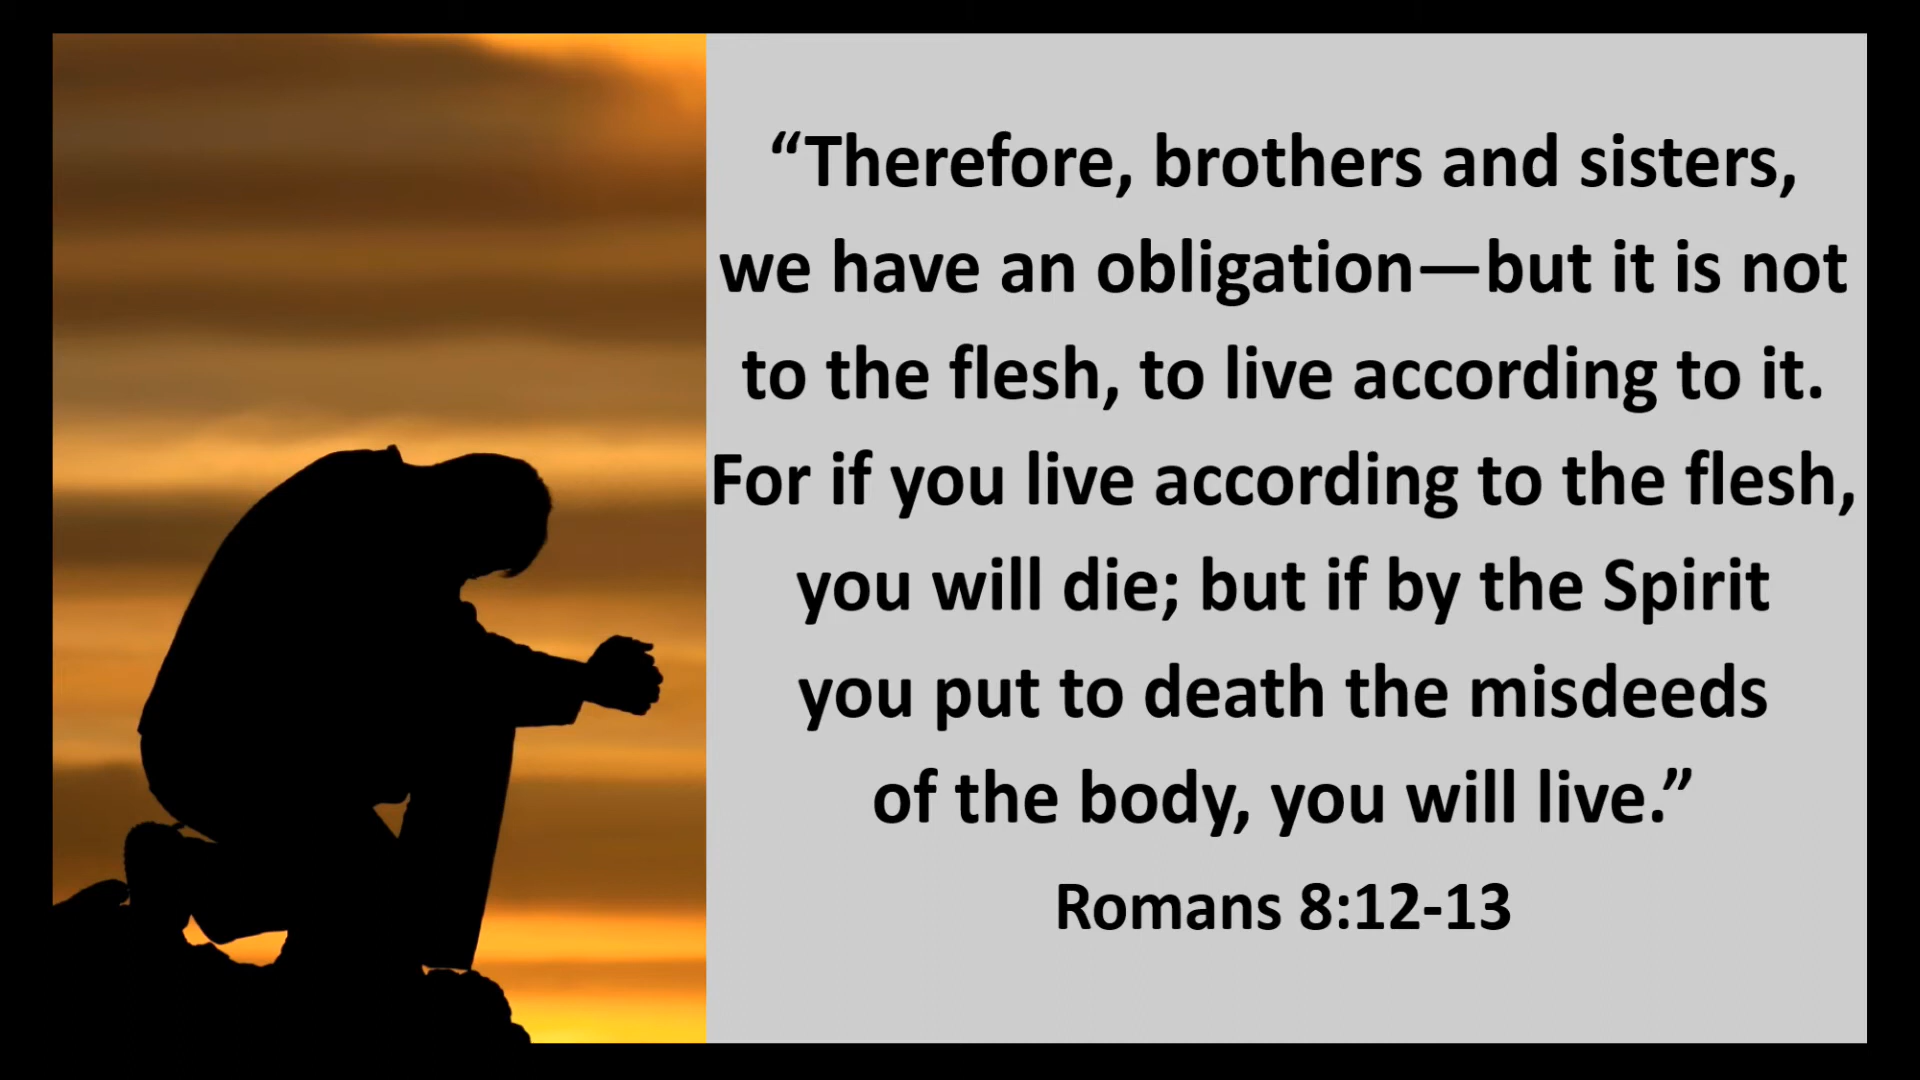 “Therefore, brothers and sisters,
we have an obligation—but it is not
to the flesh, to live according to it.
For if you live according to the flesh,
you will die; but if by the Spirit
you put to death the misdeeds
of the body, you will live.”
Romans 8:12-13